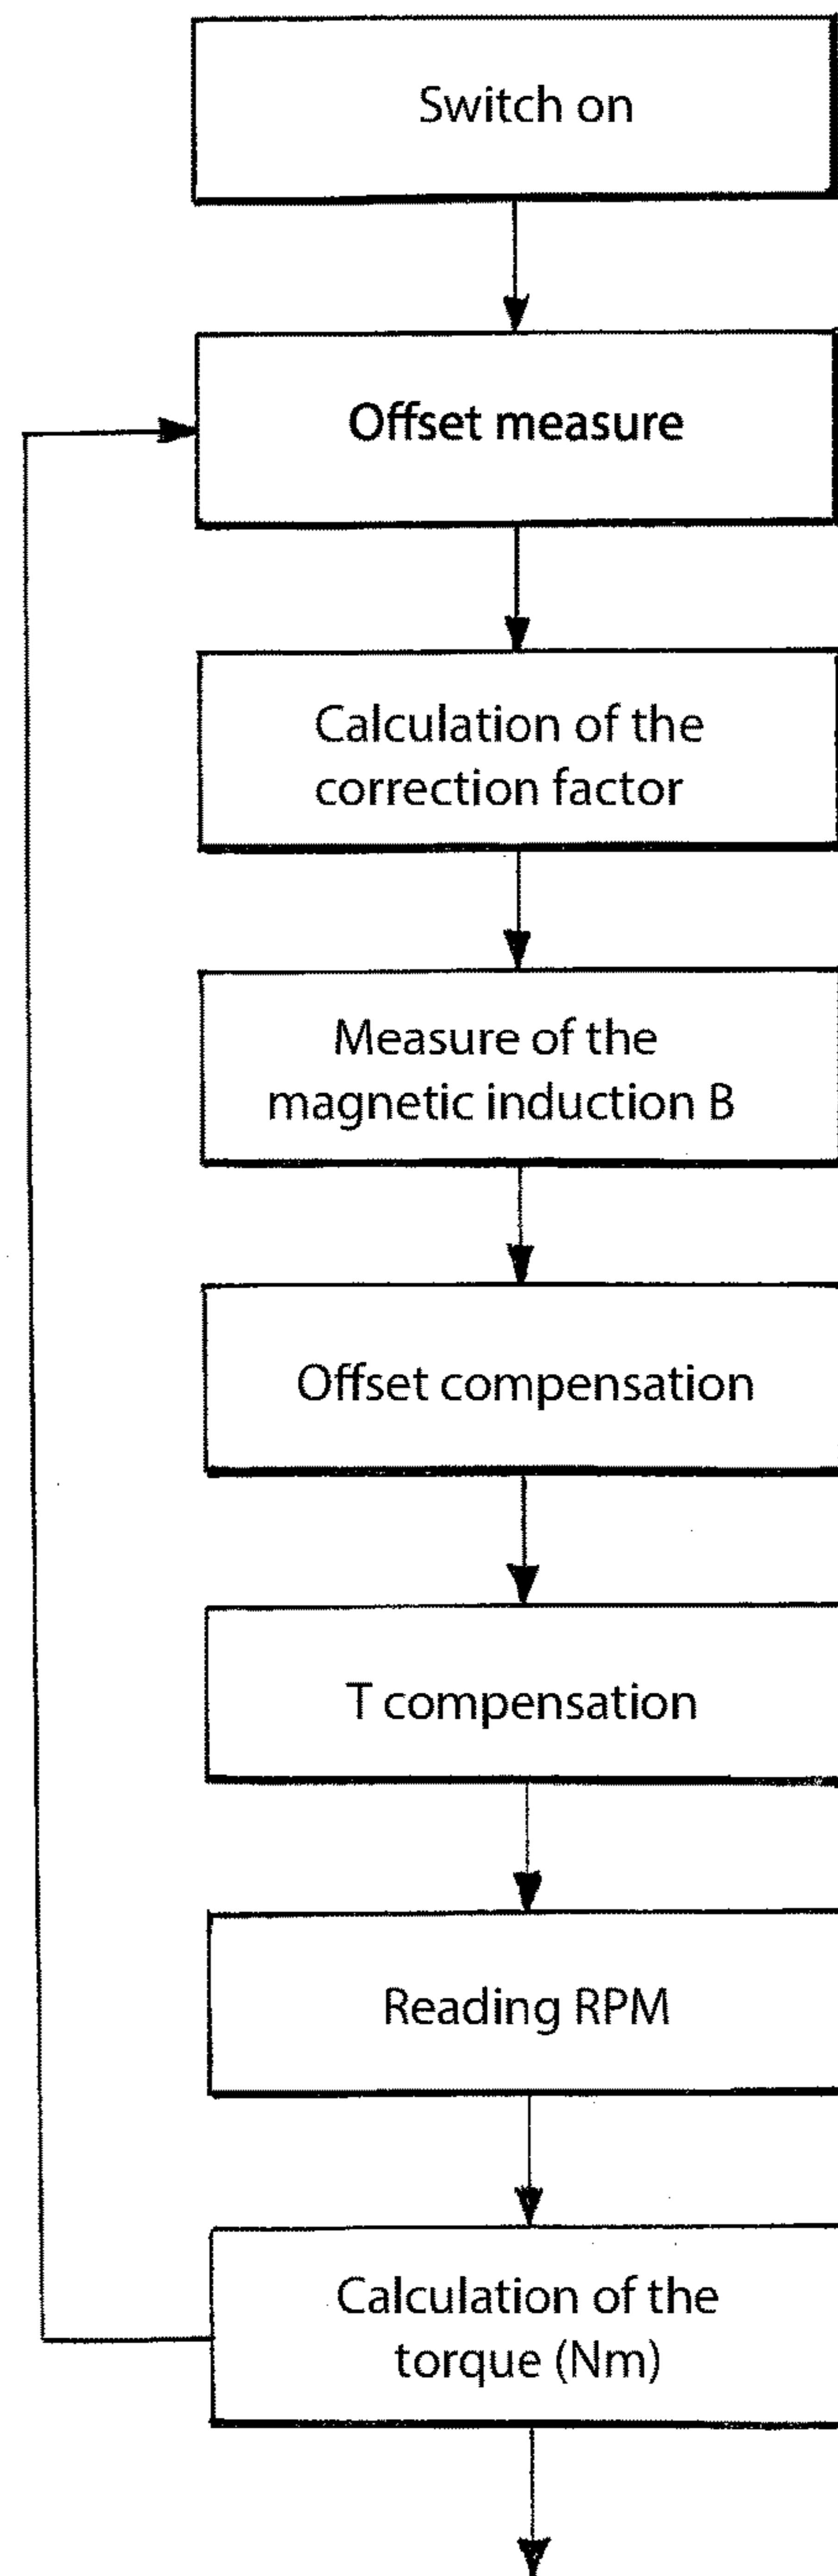 Switch on
Offset measure
Calculation of the
correction factor
Measure of the
magnetic induction B
Offset compensation
T compensation
Reading RPM
Calculation of the
torque (Nm)